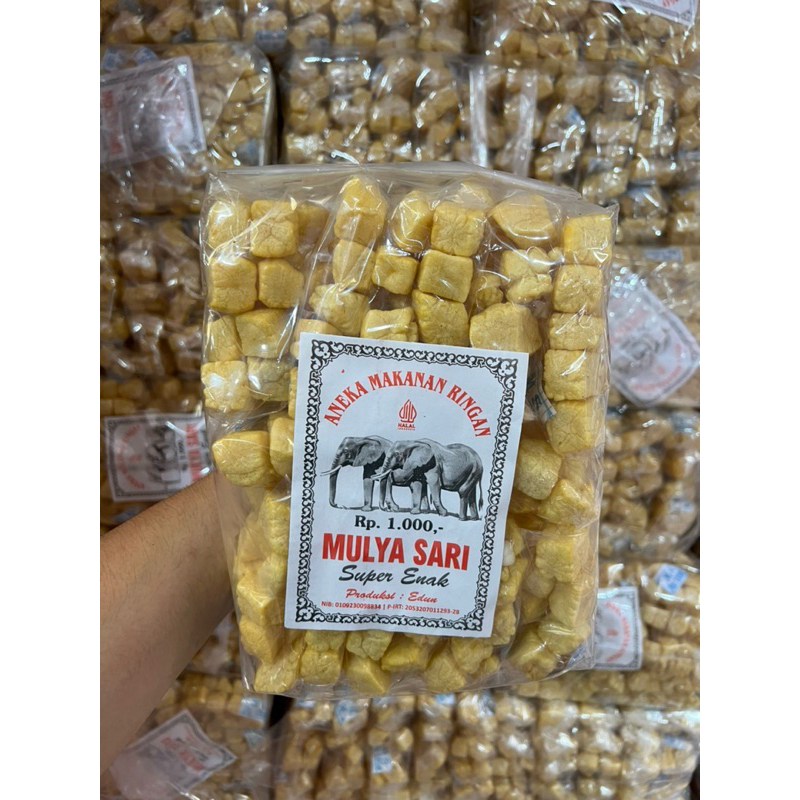 ANEKA MAKANAN RINGAN
HALAL
Rp. 1.000,-
MULYA SARI
Super Enak
Produksi : Edun
NIB: 0109230098834 | P-IRT: 2053207011293-28